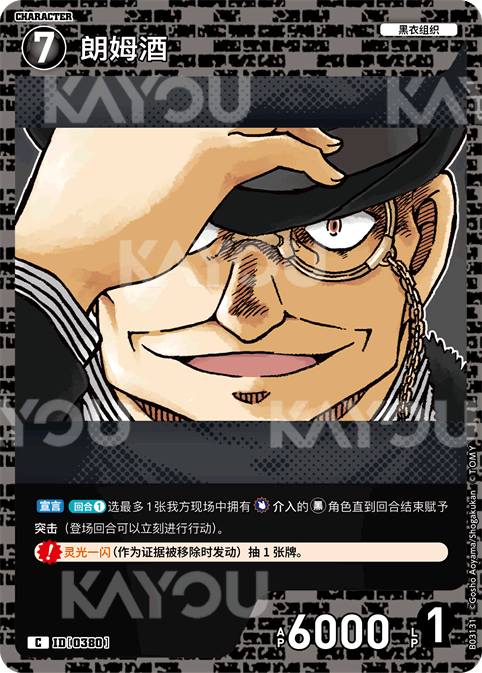 CHARACTER
7
朗姆酒
黑衣组织
KAYOU
KAYOU
KAYOU
KAYOU
KAYOU
宣言 回合1 选最多1张我方现场中拥有 介入的 黑 角色直到回合结束赋予
突击（登场回合可以立刻进行行动）。
灵光一闪(作为证据被移除时发动) 抽 1 张牌。
C ID[0380]
AP 6000 LP 1
B03131 ©Gosho Aoyama/Shogakukan ©TOMY